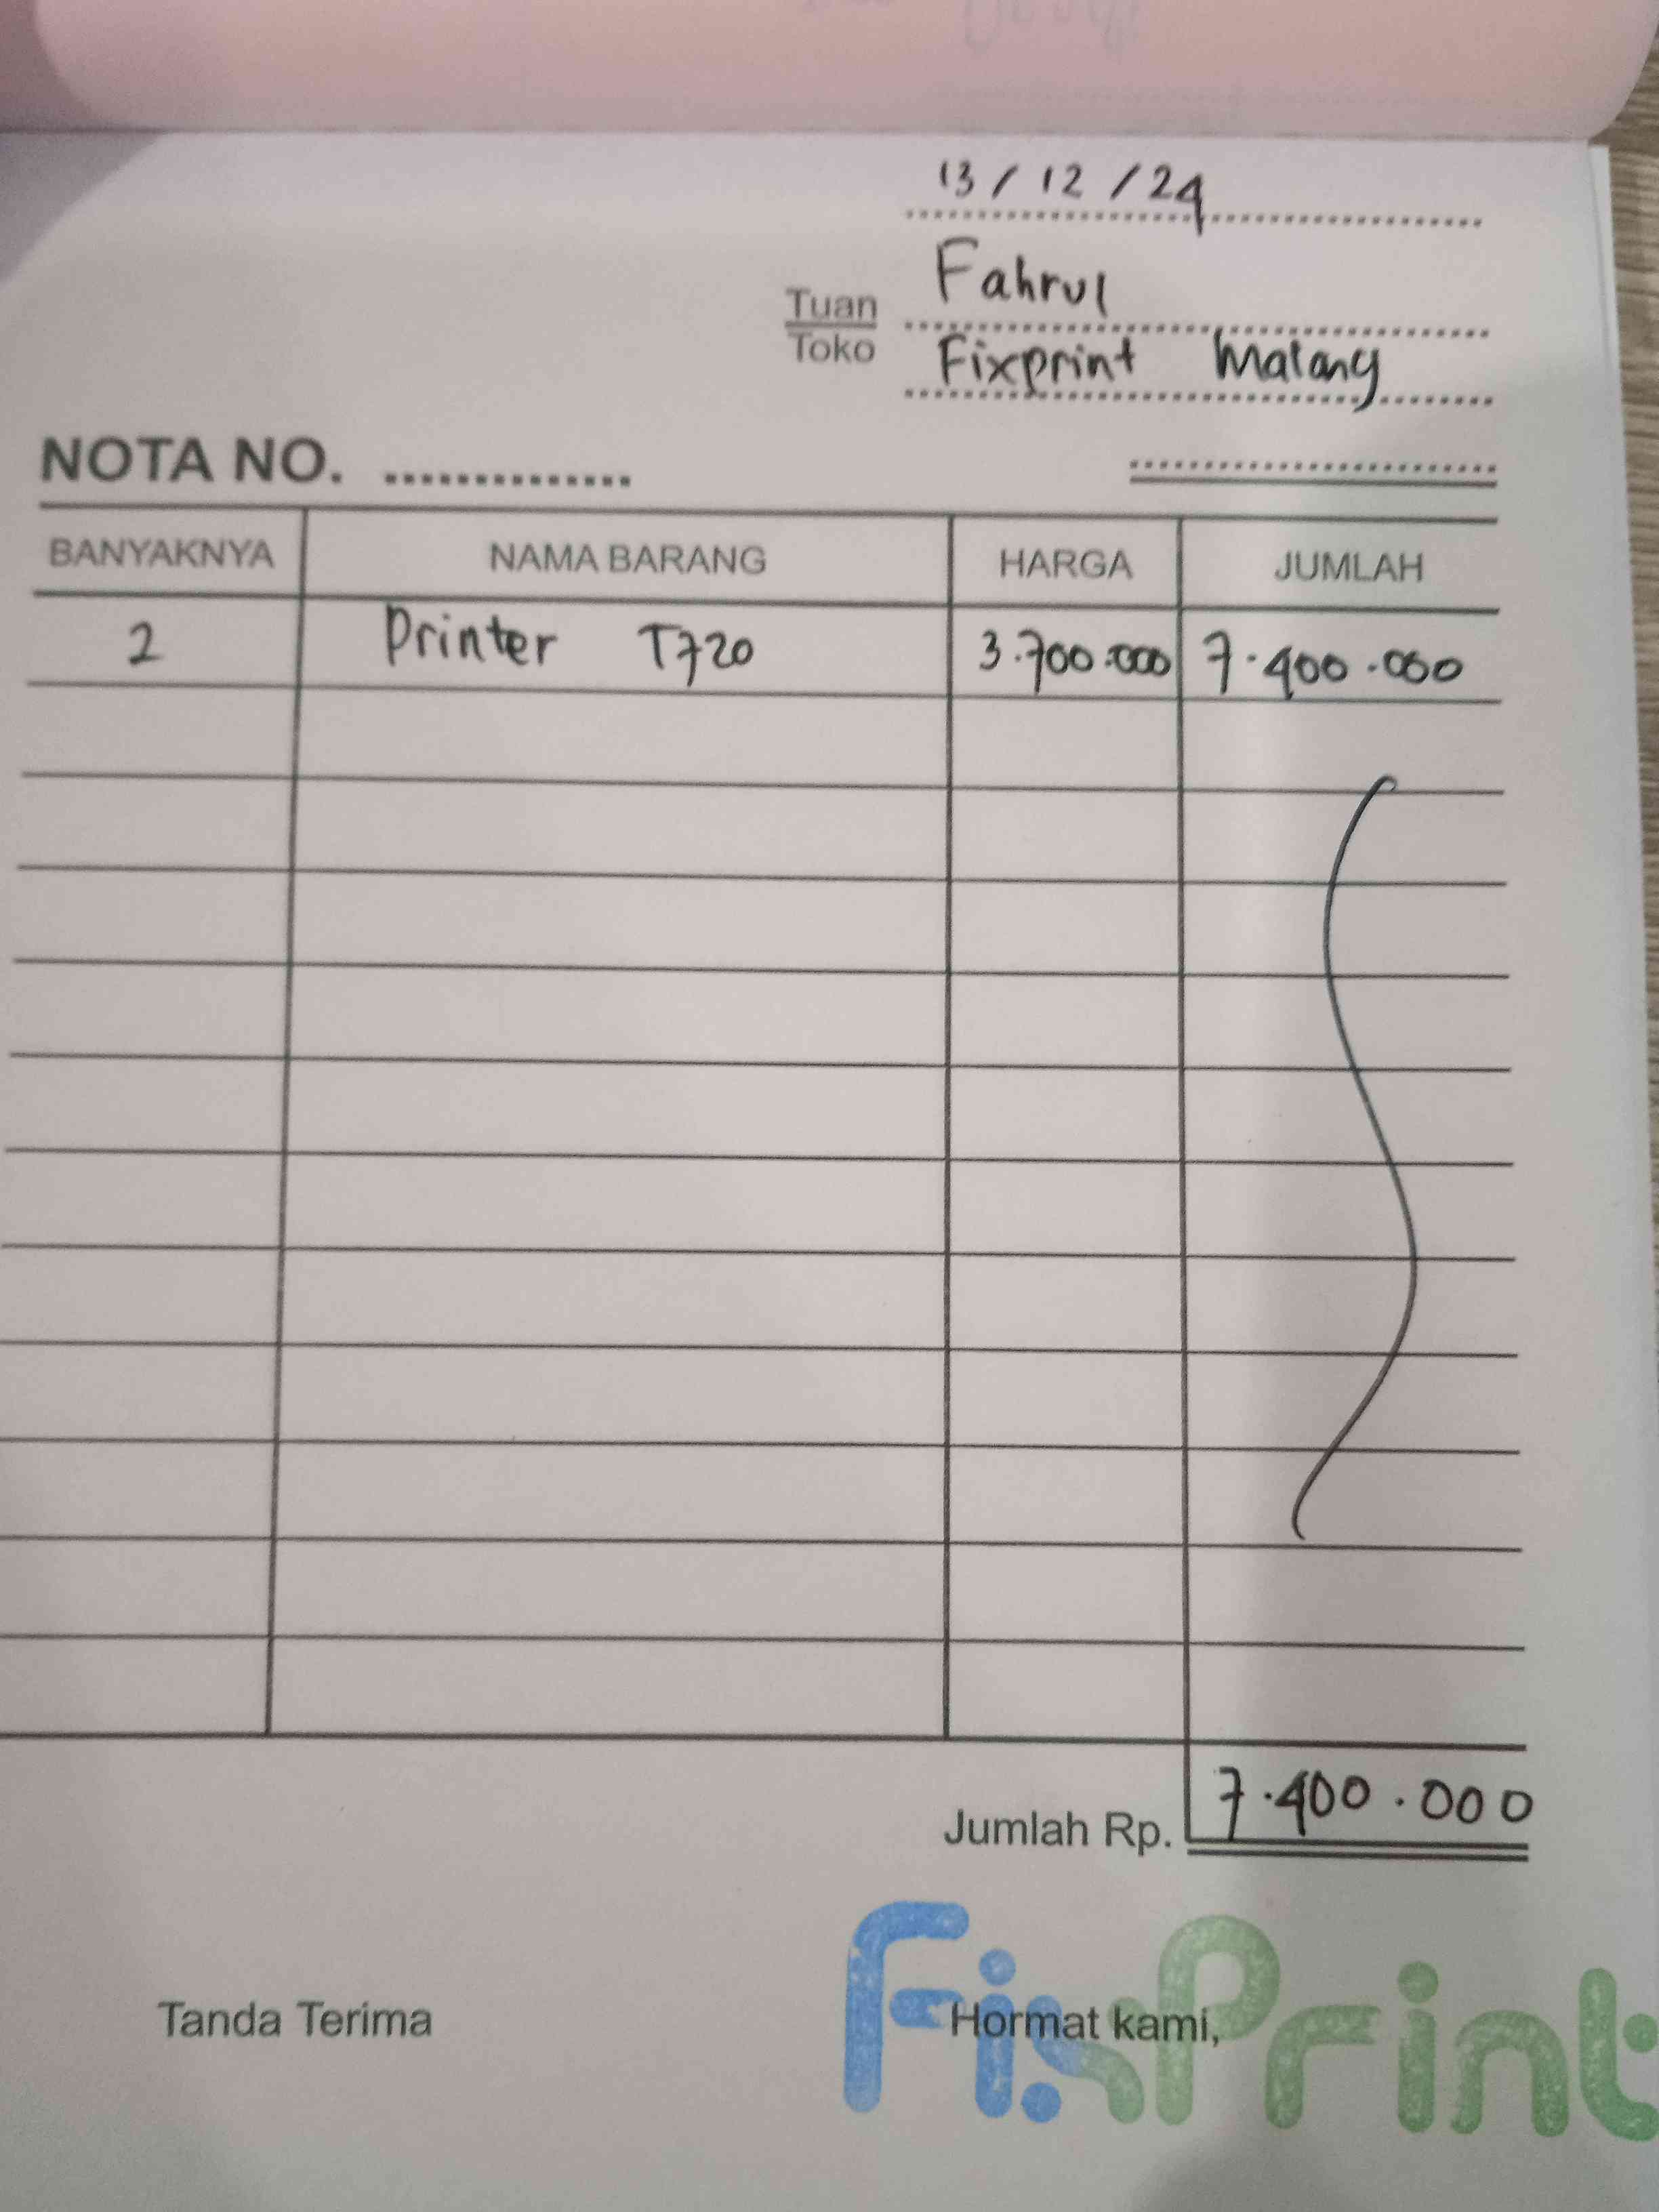 13 / 12 / 24
Fahrul
Tuan
Toko
Fixprint Malang
NOTA NO. ..............
BANYAKNYA NAMA BARANG HARGA JUMLAH
2 Printer T720 3.700.000 7.400.000
Jumlah Rp. 7.400.000
Tanda Terima Hormat kami,
FixPrint